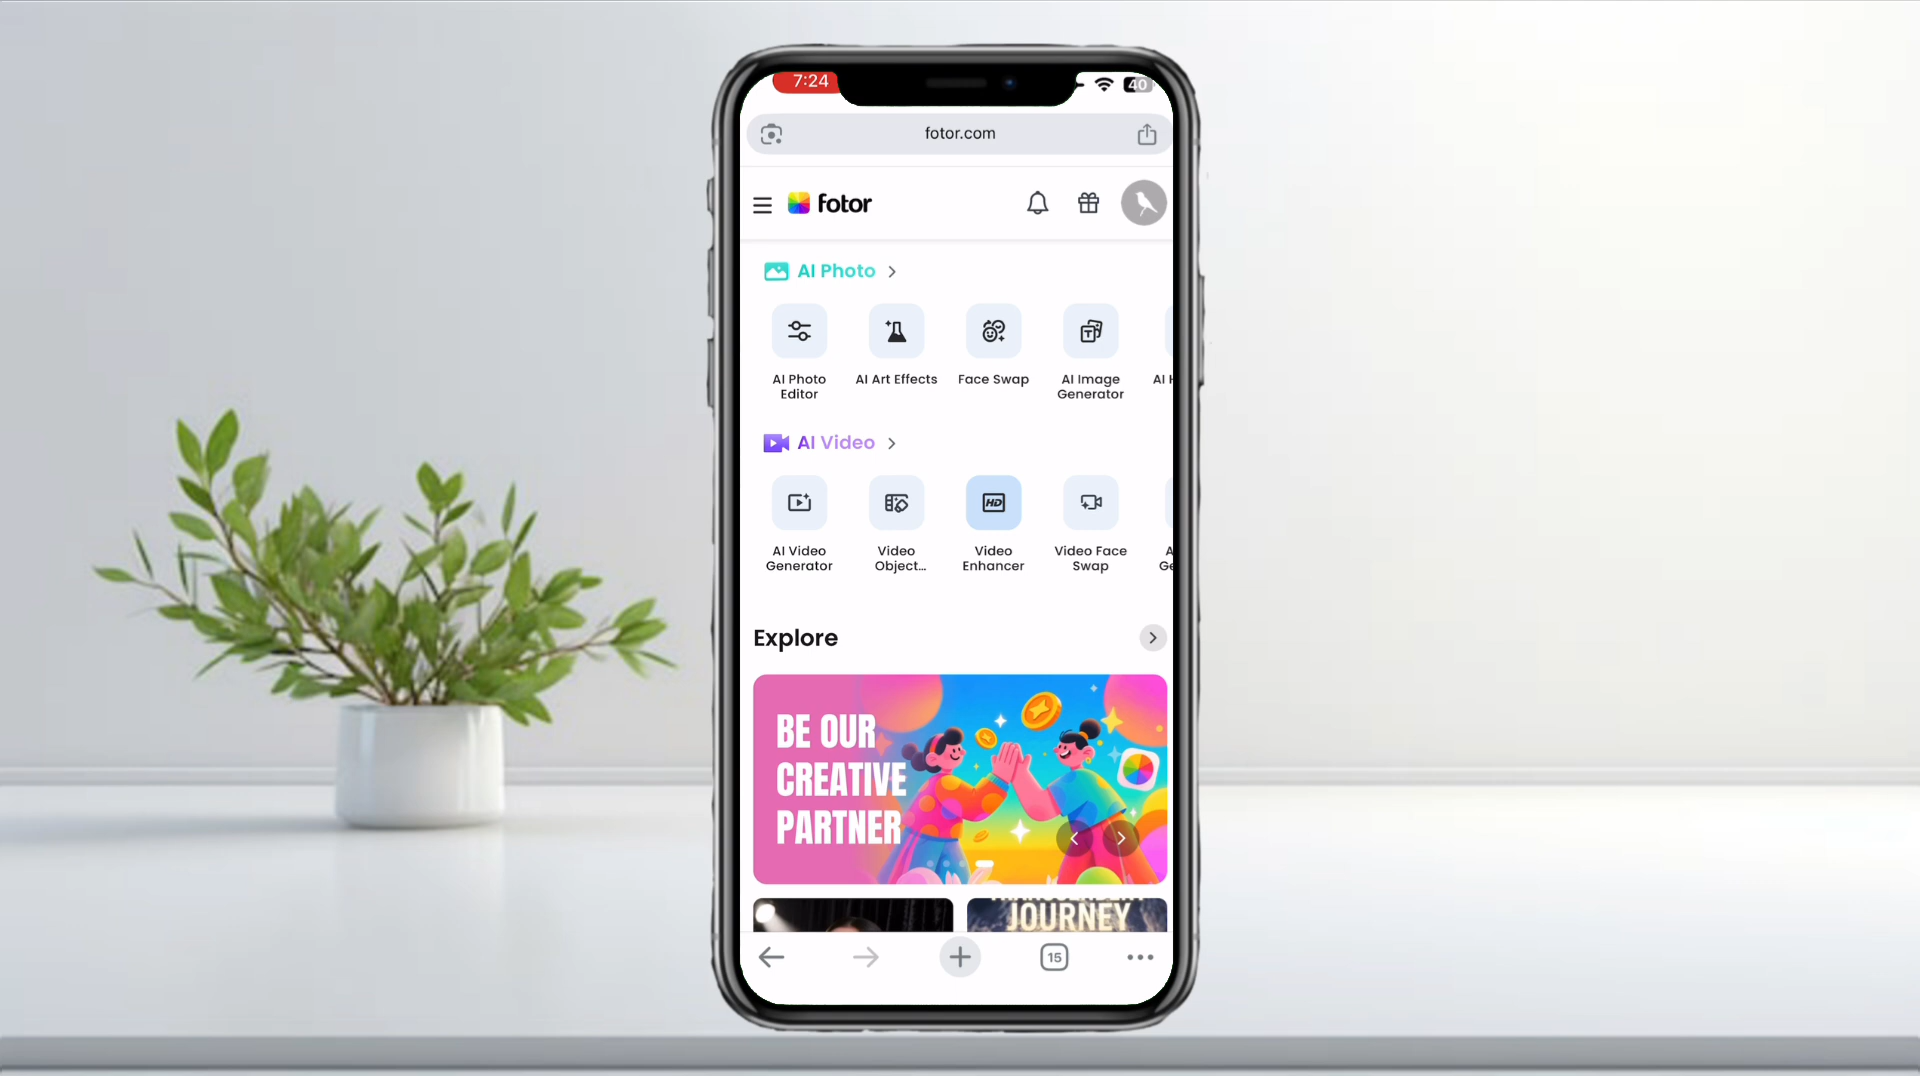 7:24
40
fotor.com
fotor
AI Photo
AI Photo
Editor
AI Art Effects
Face Swap
AI Image
Generator
AI
AI Video
AI Video
Generator
Video
Object...
HD
Video
Enhancer
Video Face
Swap
Explore
BE OUR
CREATIVE
PARTNER
JOURNEY
15